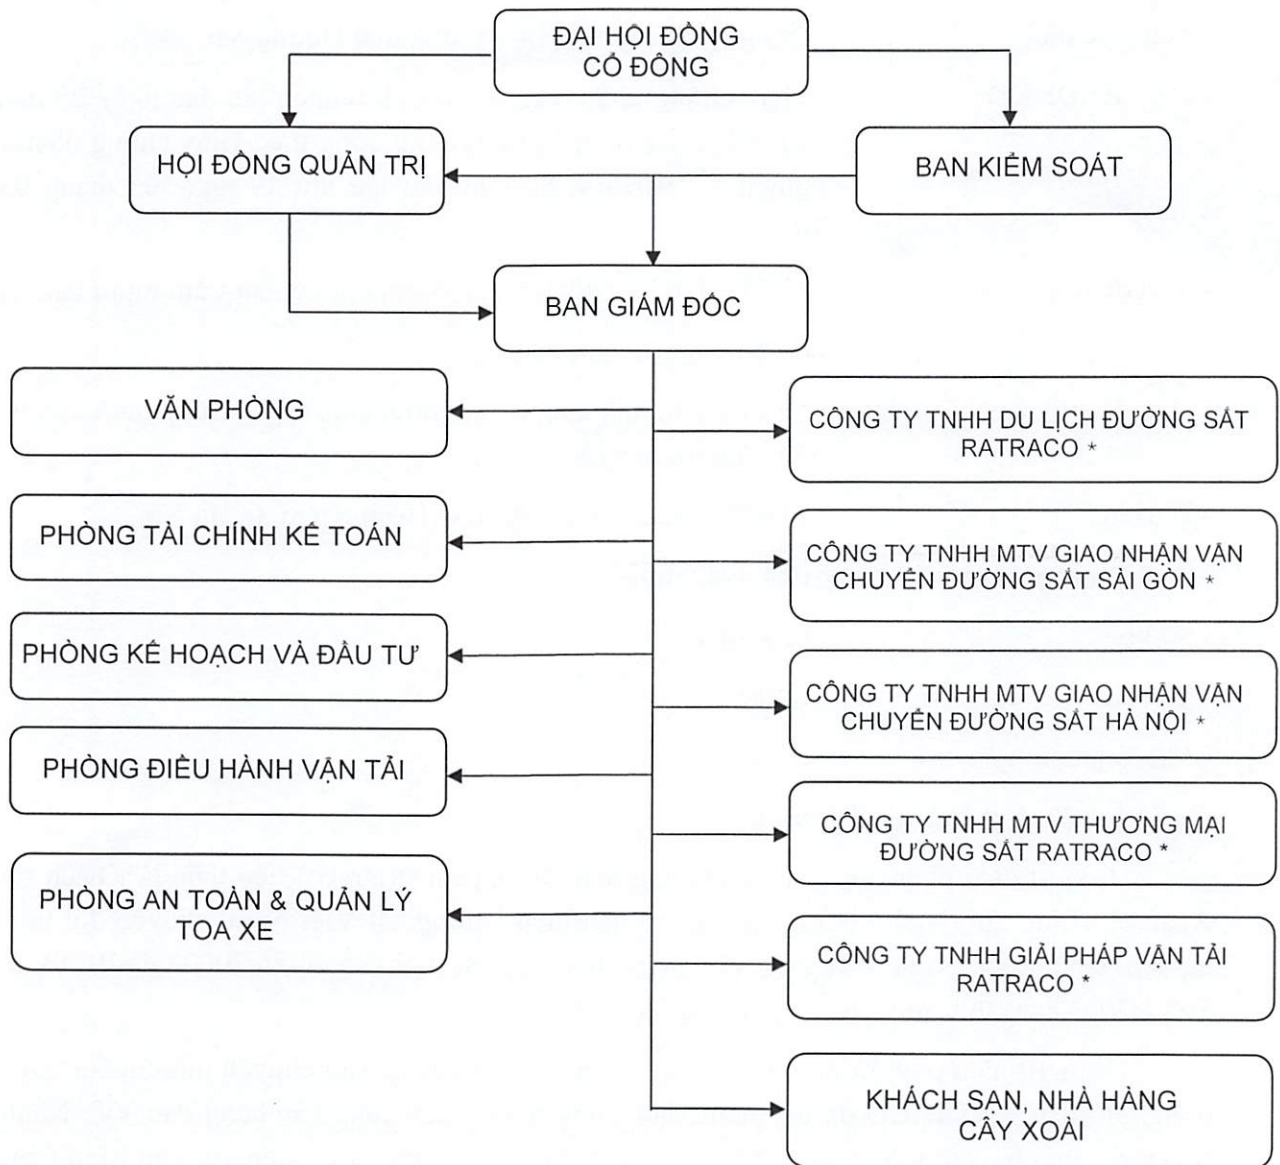 ĐẠI HỘI ĐỒNG
CỔ ĐÔNG
HỘI ĐỒNG QUẢN TRỊ
BAN KIỂM SOÁT
BAN GIÁM ĐỐC
VĂN PHÒNG
PHÒNG TÀI CHÍNH KẾ TOÁN
PHÒNG KẾ HOẠCH VÀ ĐẦU TƯ
PHÒNG ĐIỀU HÀNH VẬN TẢI
PHÒNG AN TOÀN & QUẢN LÝ
TOA XE
CÔNG TY TNHH DU LỊCH ĐƯỜNG SẮT
RATRACO *
CÔNG TY TNHH MTV GIAO NHẬN VẬN
CHUYỂN ĐƯỜNG SẮT SÀI GÒN *
CÔNG TY TNHH MTV GIAO NHẬN VẬN
CHUYỂN ĐƯỜNG SẮT HÀ NỘI *
CÔNG TY TNHH MTV THƯƠNG MẠI
ĐƯỜNG SẮT RATRACO *
CÔNG TY TNHH GIẢI PHÁP VẬN TẢI
RATRACO *
KHÁCH SẠN, NHÀ HÀNG
CÂY XOÀI